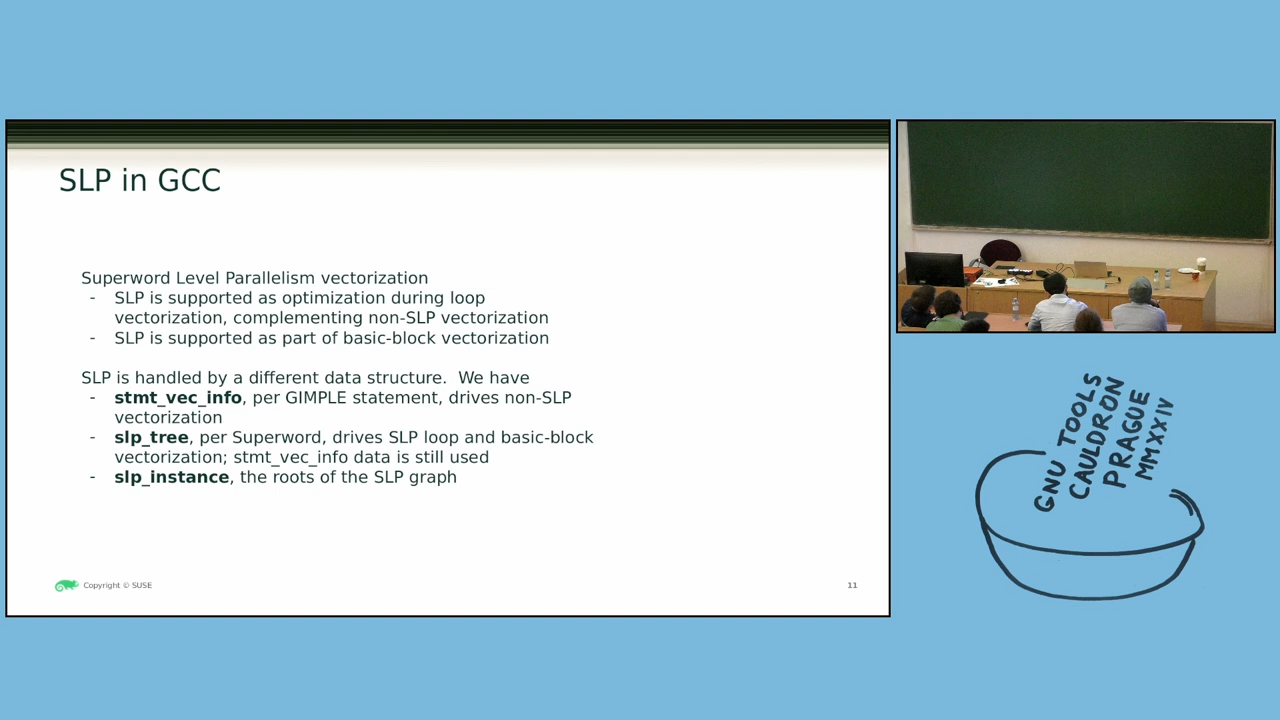 SLP in GCC
Superword Level Parallelism vectorization
- SLP is supported as optimization during loop
vectorization, complementing non-SLP vectorization
- SLP is supported as part of basic-block vectorization
SLP is handled by a different data structure.  We have
- stmt_vec_info, per GIMPLE statement, drives non-SLP
vectorization
- slp_tree, per Superword, drives SLP loop and basic-block
vectorization; stmt_vec_info data is still used
- slp_instance, the roots of the SLP graph
Copyright © SUSE
11
GNU TOOLS
CAULDRON
PRAGUE
MMXXIV